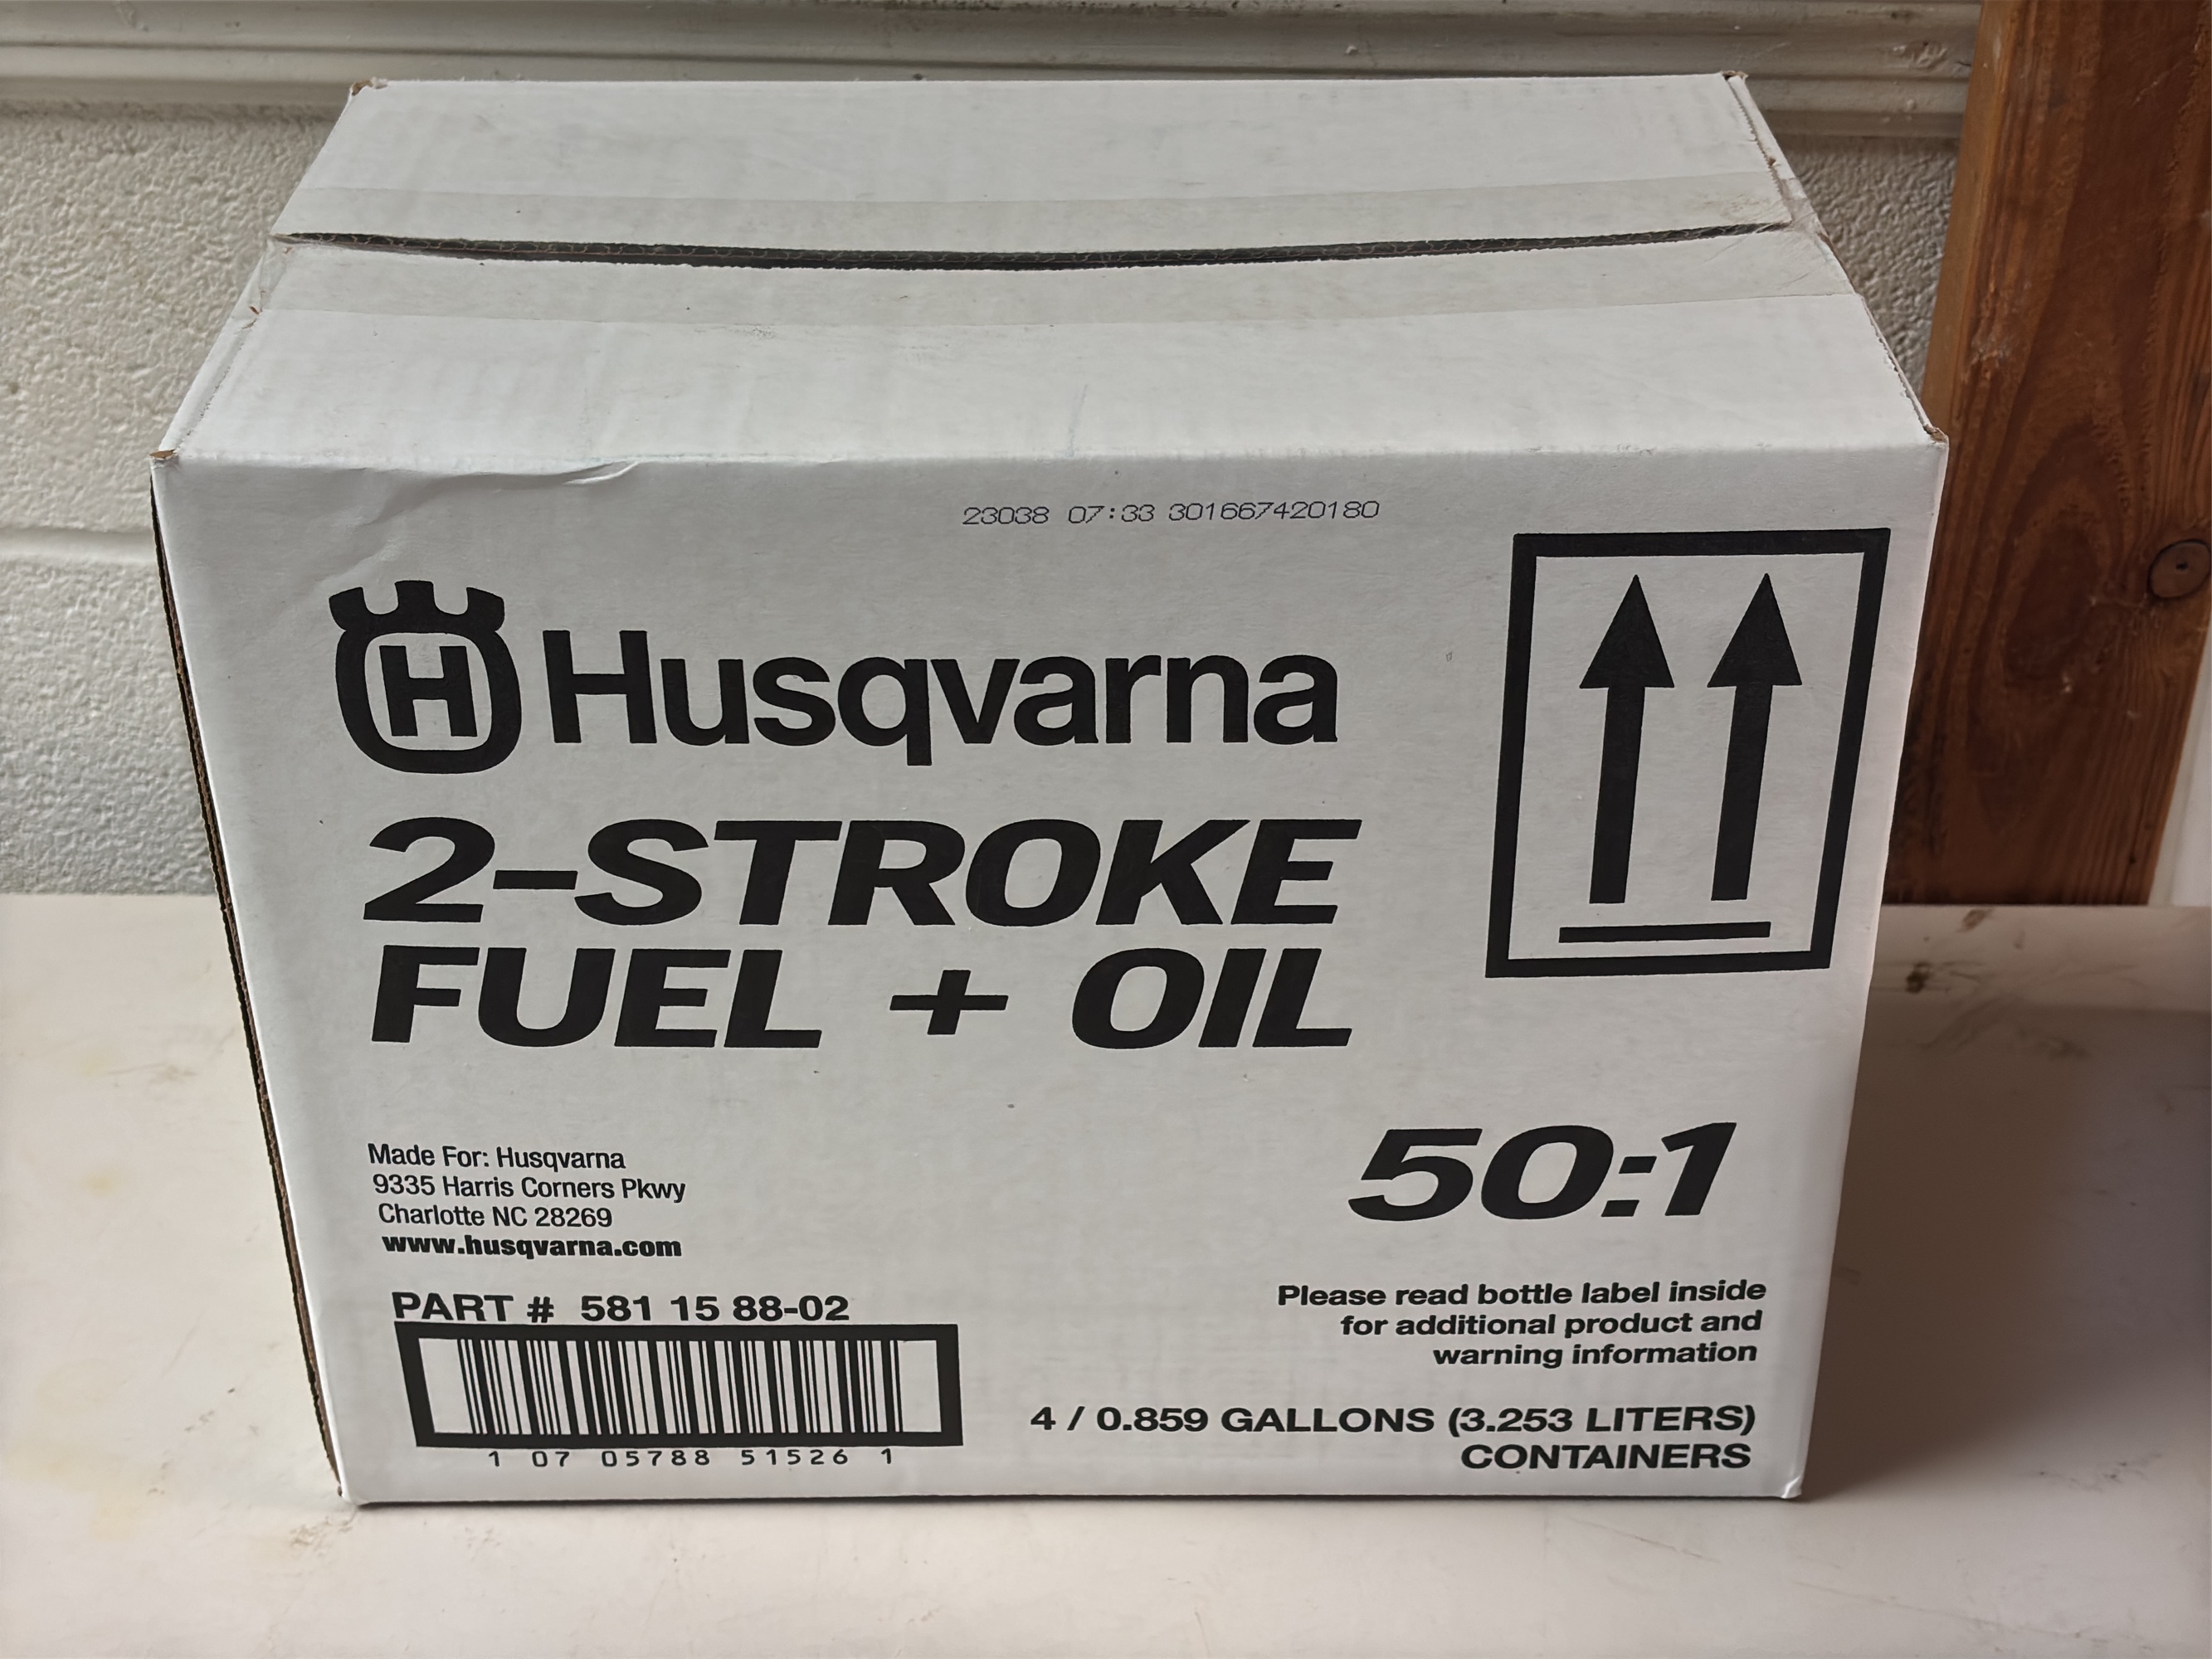 23038 07:33 301667420180
H Husqvarna
2-STROKE
FUEL + OIL
Made For: Husqvarna
9335 Harris Corners Pkwy
Charlotte NC 28269
www.husqvarna.com
50:1
PART # 581 15 88-02
1 07 05788 51526 1
Please read bottle label inside
for additional product and
warning information
4 / 0.859 GALLONS (3.253 LITERS)
CONTAINERS